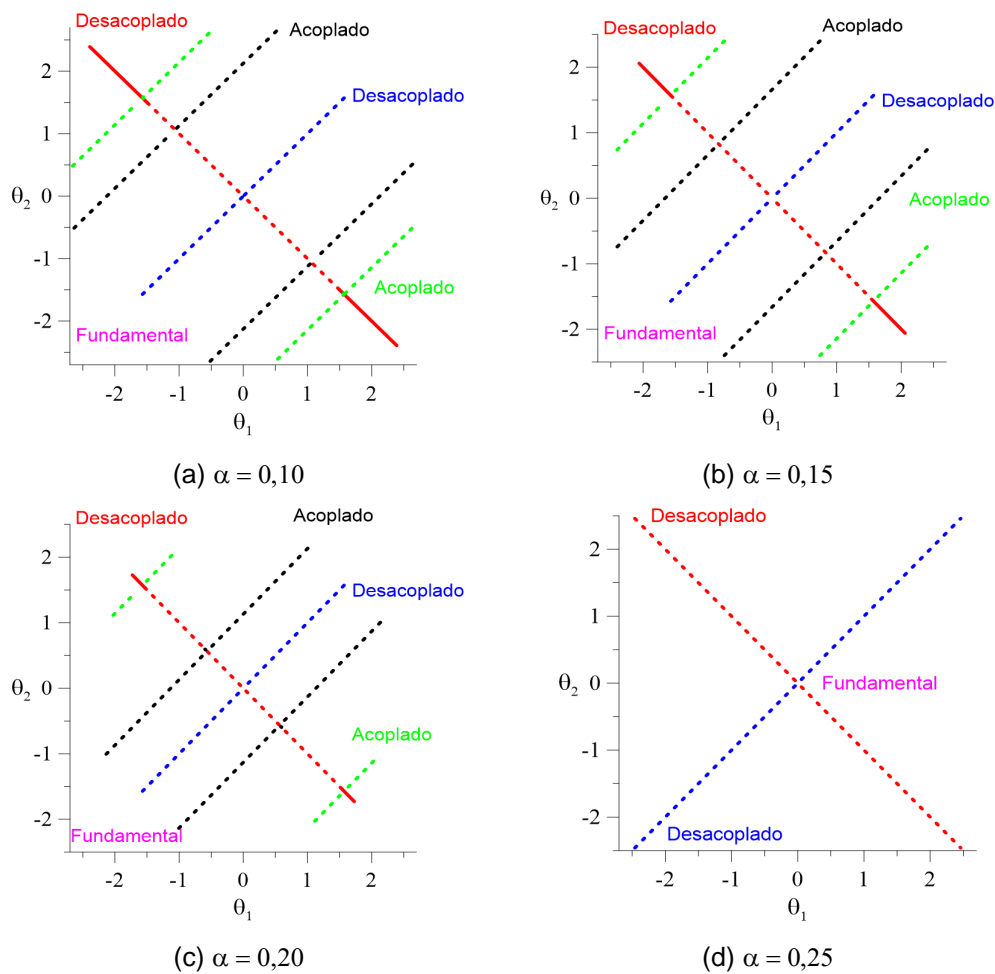 Desacoplado
Acoplado
2
Desacoplado
1
θ2
0
-1
Acoplado
-2
Fundamental
-2 -1 0 1 2
θ1
(a) α = 0,10
Desacoplado
Acoplado
2
Desacoplado
1
θ2
0
Acoplado
-1
-2
Fundamental
-2 -1 0 1 2
θ1
(b) α = 0,15
Desacoplado
Acoplado
2
Desacoplado
1
θ2
0
Acoplado
-1
-2
Fundamental
-2 -1 0 1 2
θ1
(c) α = 0,20
Desacoplado
2
1
θ2
0
Fundamental
-1
-2
Desacoplado
-2 -1 0 1 2
θ1
(d) α = 0,25